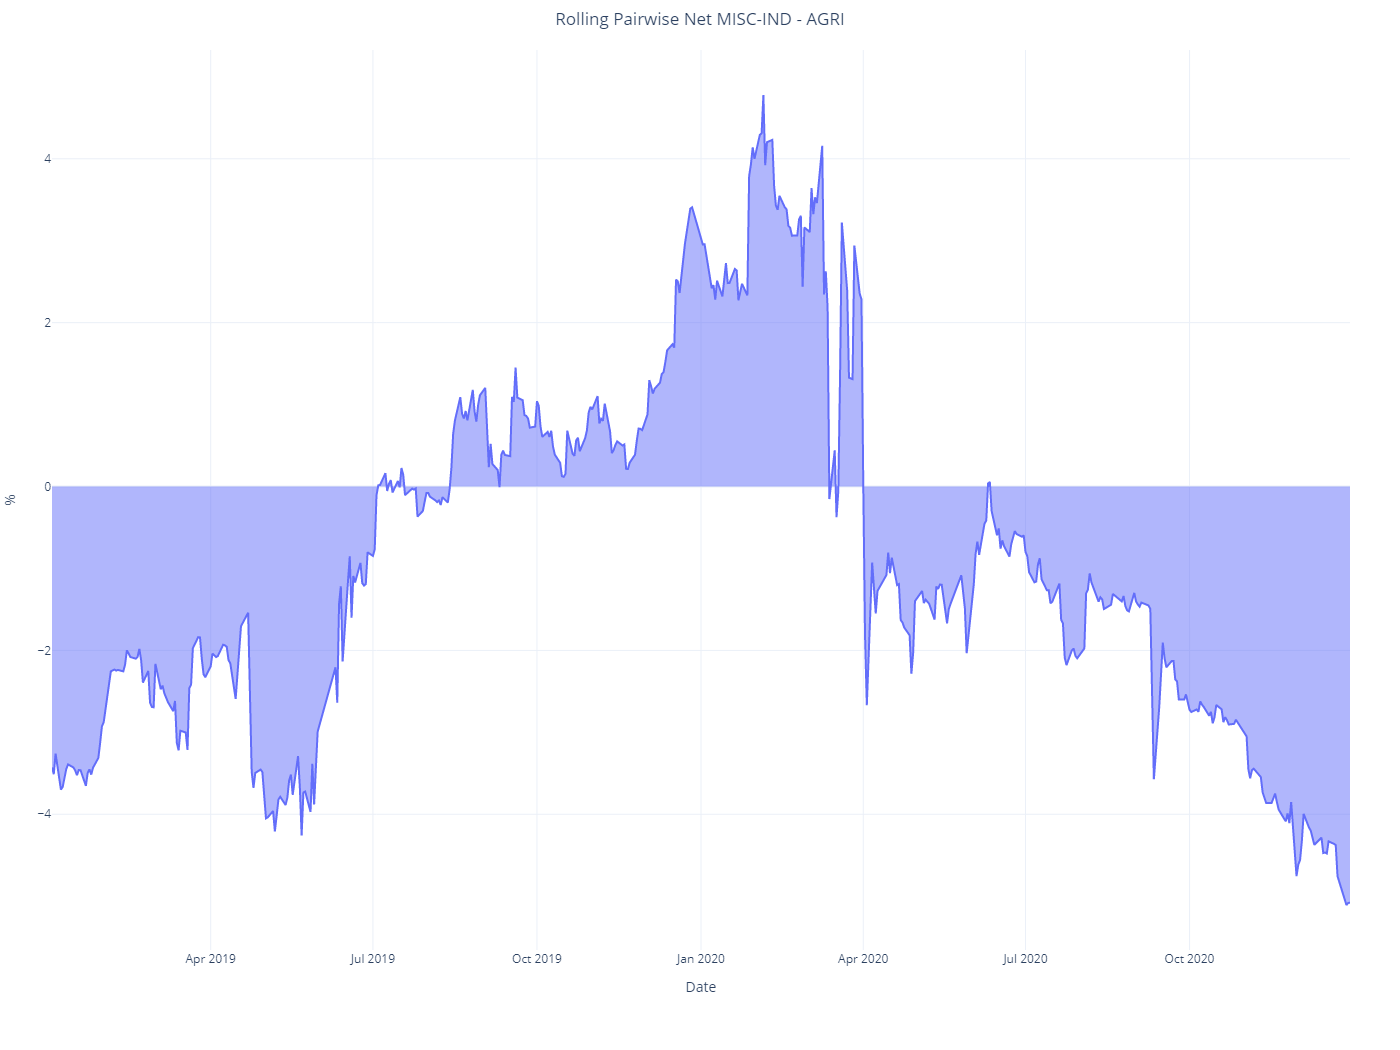 Rolling Pairwise Net MISC-IND - AGRI
4
2
0
−2
−4
%
Apr 2019
Jul 2019
Oct 2019
Jan 2020
Apr 2020
Jul 2020
Oct 2020
Date